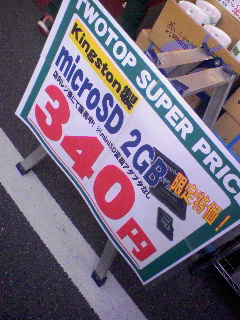 TWOTOP SUPER PRIC
Kingston製
microSD 2GB
限定特価!
340円